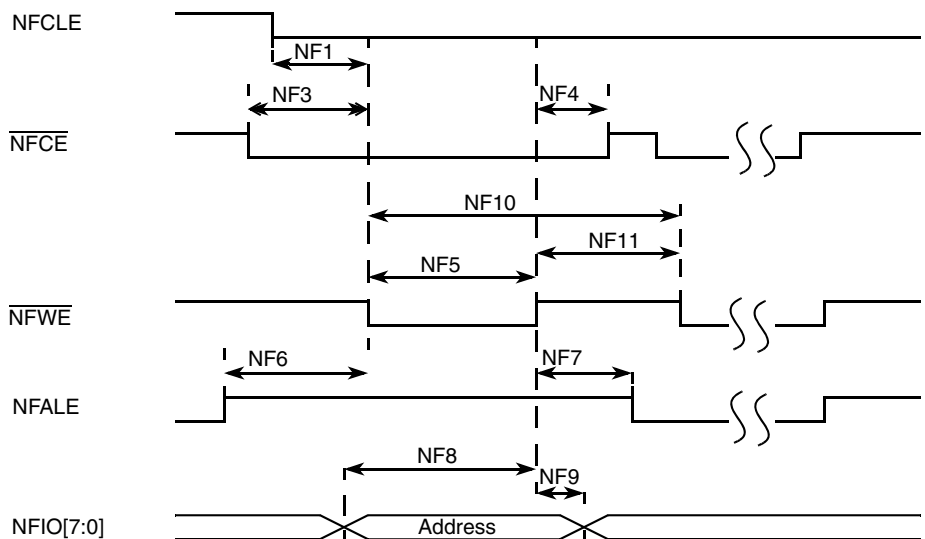 NFCLE
NF1
NF3
NF4
NFCE
NF10
NF11
NF5
NFWE
NF6
NF7
NFALE
NF8
NF9
NFIO[7:0]
Address